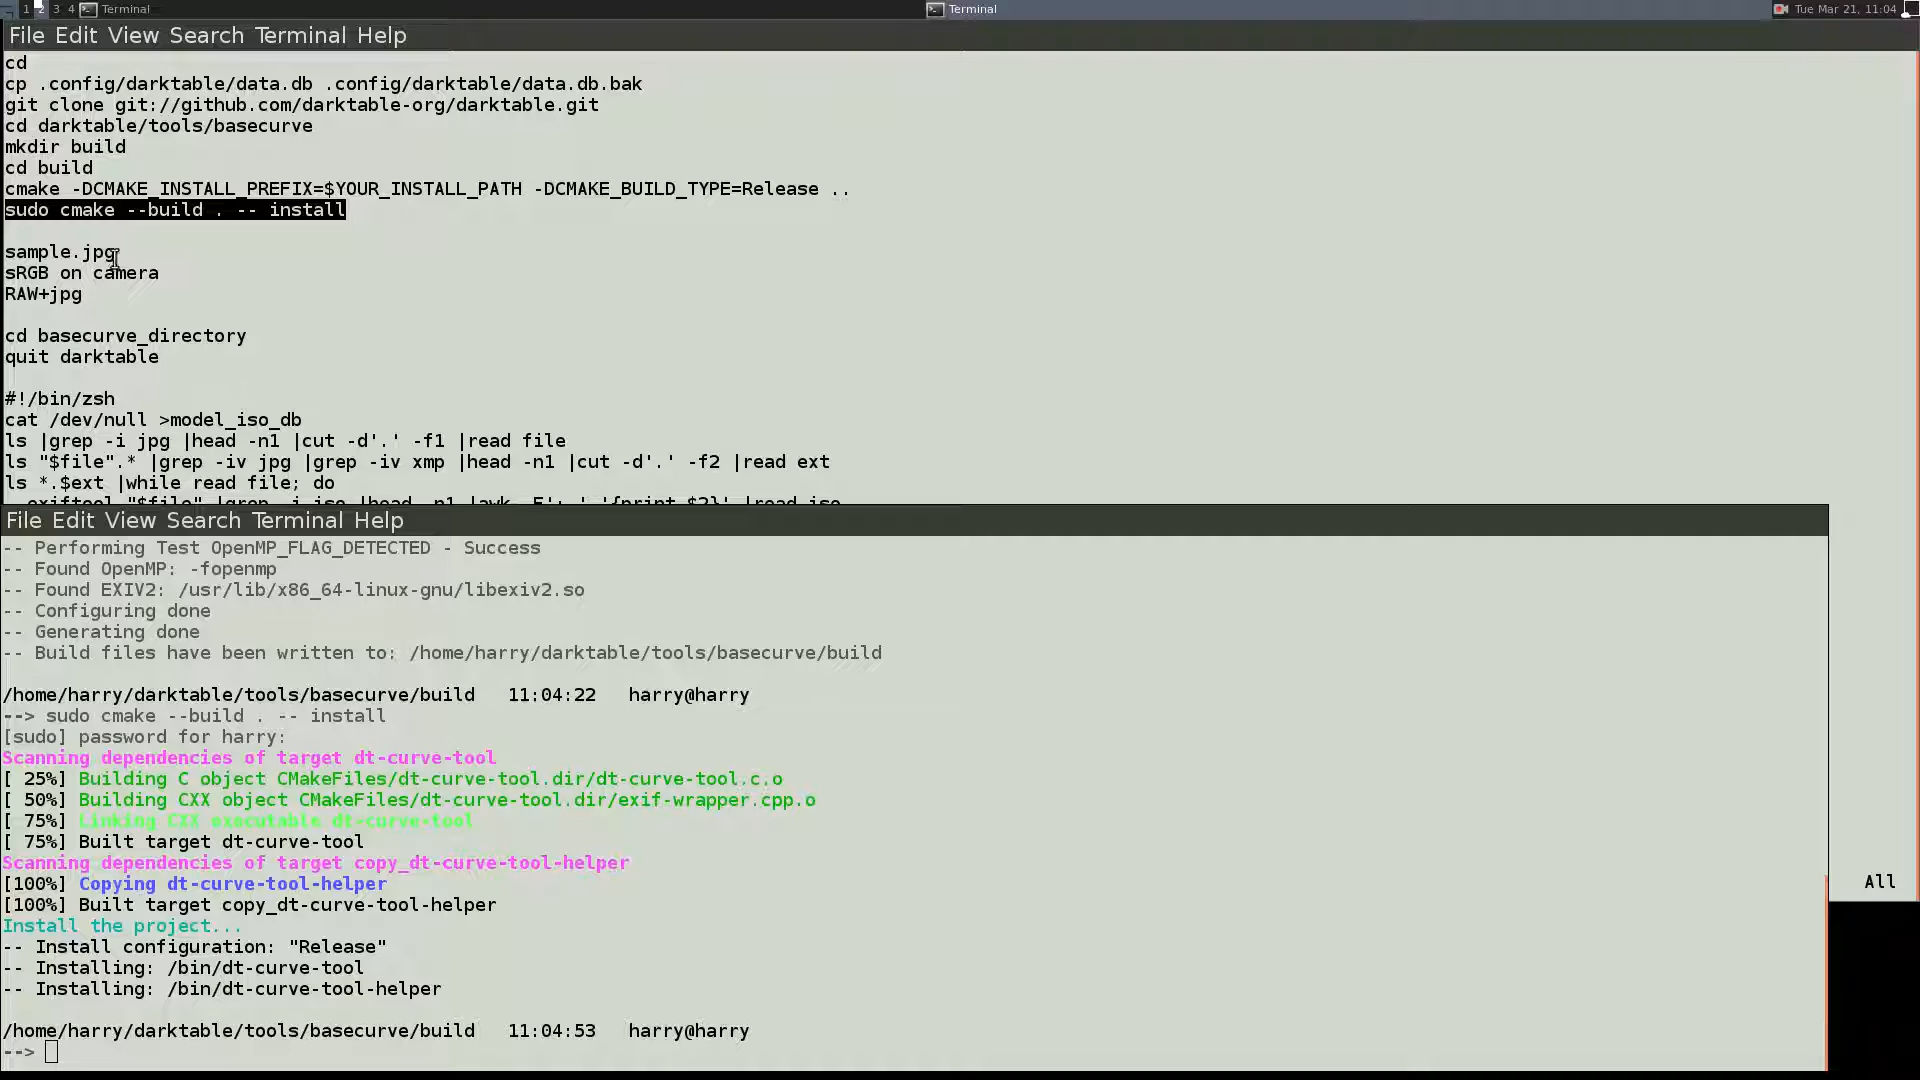 1 2 3 4 Terminal Terminal Tue Mar 21, 11:04
File Edit View Search Terminal Help
cd
cp .config/darktable/data.db .config/darktable/data.db.bak
git clone git://github.com/darktable-org/darktable.git
cd darktable/tools/basecurve
mkdir build
cd build
cmake -DCMAKE_INSTALL_PREFIX=$YOUR_INSTALL_PATH -DCMAKE_BUILD_TYPE=Release ..
sudo cmake --build . -- install
sample.jpg
sRGB on camera
RAW+jpg
cd basecurve_directory
quit darktable
#!/bin/zsh
cat /dev/null >model_iso_db
ls |grep -i jpg |head -n1 |cut -d'.' -f1 |read file
ls "$file".* |grep -iv jpg |grep -iv xmp |head -n1 |cut -d'.' -f2 |read ext
ls *.$ext |while read file; do
exiftool "$file" |grep -i iso |head -n1 |awk -F': ' '{print $2}' |read iso
All
File Edit View Search Terminal Help
-- Performing Test OpenMP_FLAG_DETECTED - Success
-- Found OpenMP: -fopenmp
-- Found EXIV2: /usr/lib/x86_64-linux-gnu/libexiv2.so
-- Configuring done
-- Generating done
-- Build files have been written to: /home/harry/darktable/tools/basecurve/build
/home/harry/darktable/tools/basecurve/build 11:04:22 harry@harry
--> sudo cmake --build . -- install
[sudo] password for harry:
Scanning dependencies of target dt-curve-tool
[ 25%] Building C object CMakeFiles/dt-curve-tool.dir/dt-curve-tool.c.o
[ 50%] Building CXX object CMakeFiles/dt-curve-tool.dir/exif-wrapper.cpp.o
[ 75%] Linking CXX executable dt-curve-tool
[ 75%] Built target dt-curve-tool
Scanning dependencies of target copy_dt-curve-tool-helper
[100%] Copying dt-curve-tool-helper
[100%] Built target copy_dt-curve-tool-helper
Install the project...
-- Install configuration: "Release"
-- Installing: /bin/dt-curve-tool
-- Installing: /bin/dt-curve-tool-helper
/home/harry/darktable/tools/basecurve/build 11:04:53 harry@harry
-->